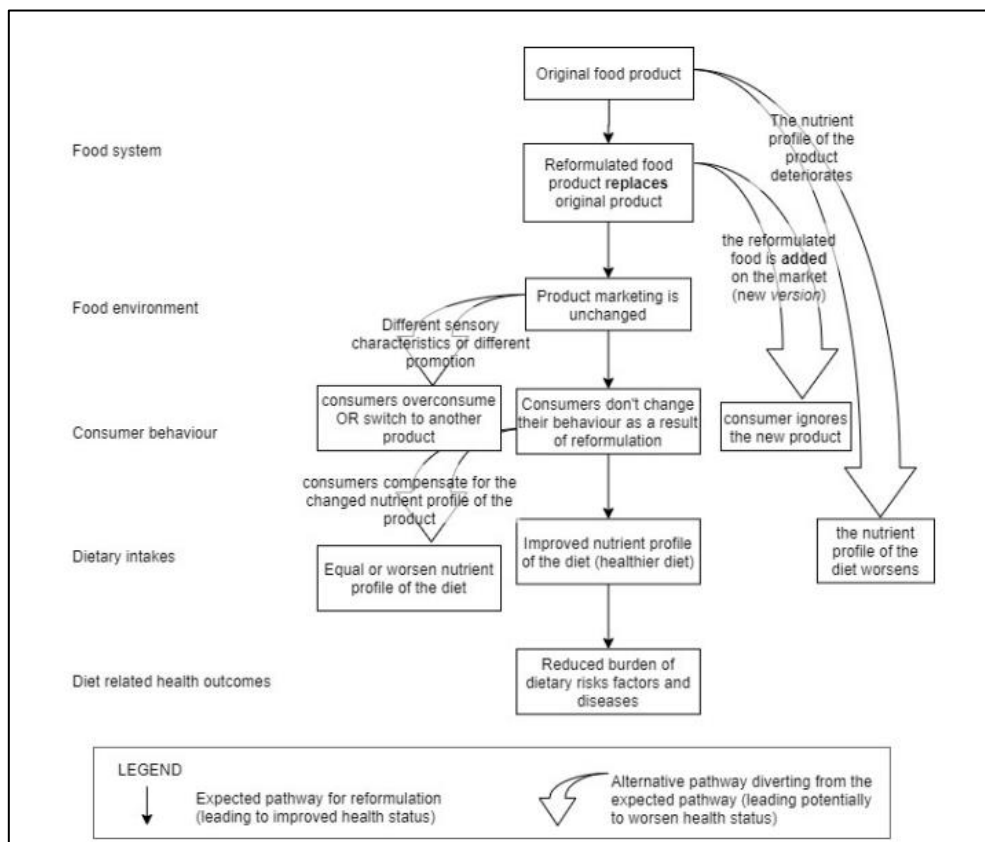 Original food product
The nutrient
profile of the
product
deteriorates
Food system
Reformulated food
product replaces
original product
the reformulated
food is added
on the market
(new version)
Food environment
Product marketing is
unchanged
Different sensory
characteristics or different
promotion
consumers overconsume
OR switch to another
product
Consumers don't change
their behaviour as a result
of reformulation
consumer ignores
the new product
Consumer behaviour
consumers compensate for the
changed nutrient profile of the
product
Dietary intakes
Equal or worsen nutrient
profile of the diet
Improved nutrient profile
of the diet (healthier diet)
the nutrient
profile of the
diet worsens
Diet related health outcomes
Reduced burden of
dietary risks factors and
diseases
LEGEND
Expected pathway for reformulation
(leading to improved health status)
Alternative pathway diverting from the
expected pathway (leading potentially
to worsen health status)